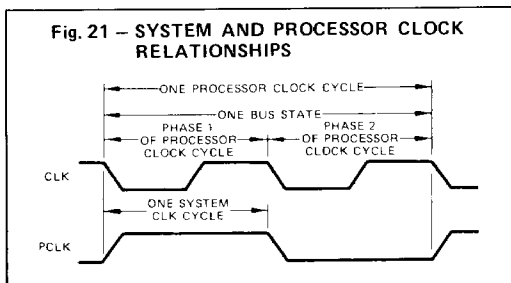 Fig. 21 – SYSTEM AND PROCESSOR CLOCK
RELATIONSHIPS
ONE PROCESSOR CLOCK CYCLE
ONE BUS STATE
PHASE 1
OF PROCESSOR
CLOCK CYCLE
PHASE 2
OF PROCESSOR
CLOCK CYCLE
CLK
ONE SYSTEM
CLK CYCLE
PCLK